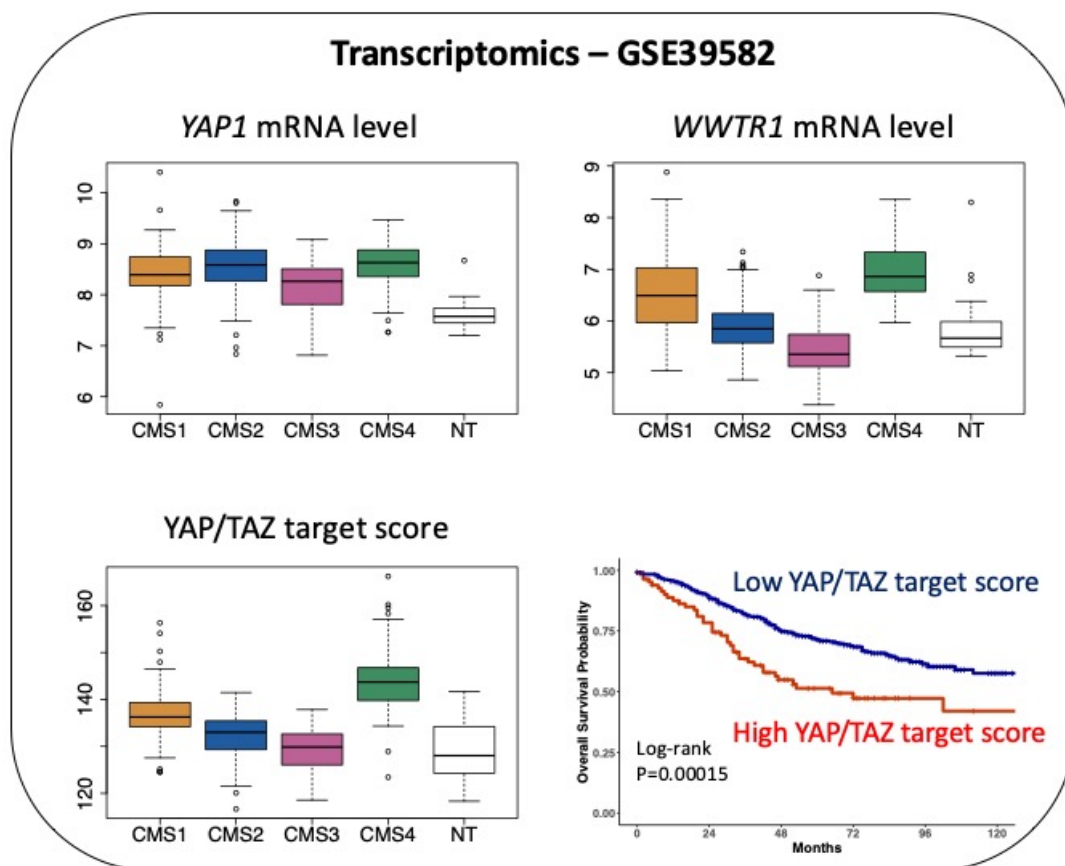 Transcriptomics – GSE39582
YAP1 mRNA level
10
9
8
7
6
CMS1 CMS2 CMS3 CMS4 NT
WWTR1 mRNA level
9
8
7
6
5
CMS1 CMS2 CMS3 CMS4 NT
YAP/TAZ target score
160
140
120
CMS1 CMS2 CMS3 CMS4 NT
Overall Survival Probability
1.00
0.75
0.50
0.25
0.00
Low YAP/TAZ target score
High YAP/TAZ target score
Log-rank
P=0.00015
0 24 48 72 96 120
Months